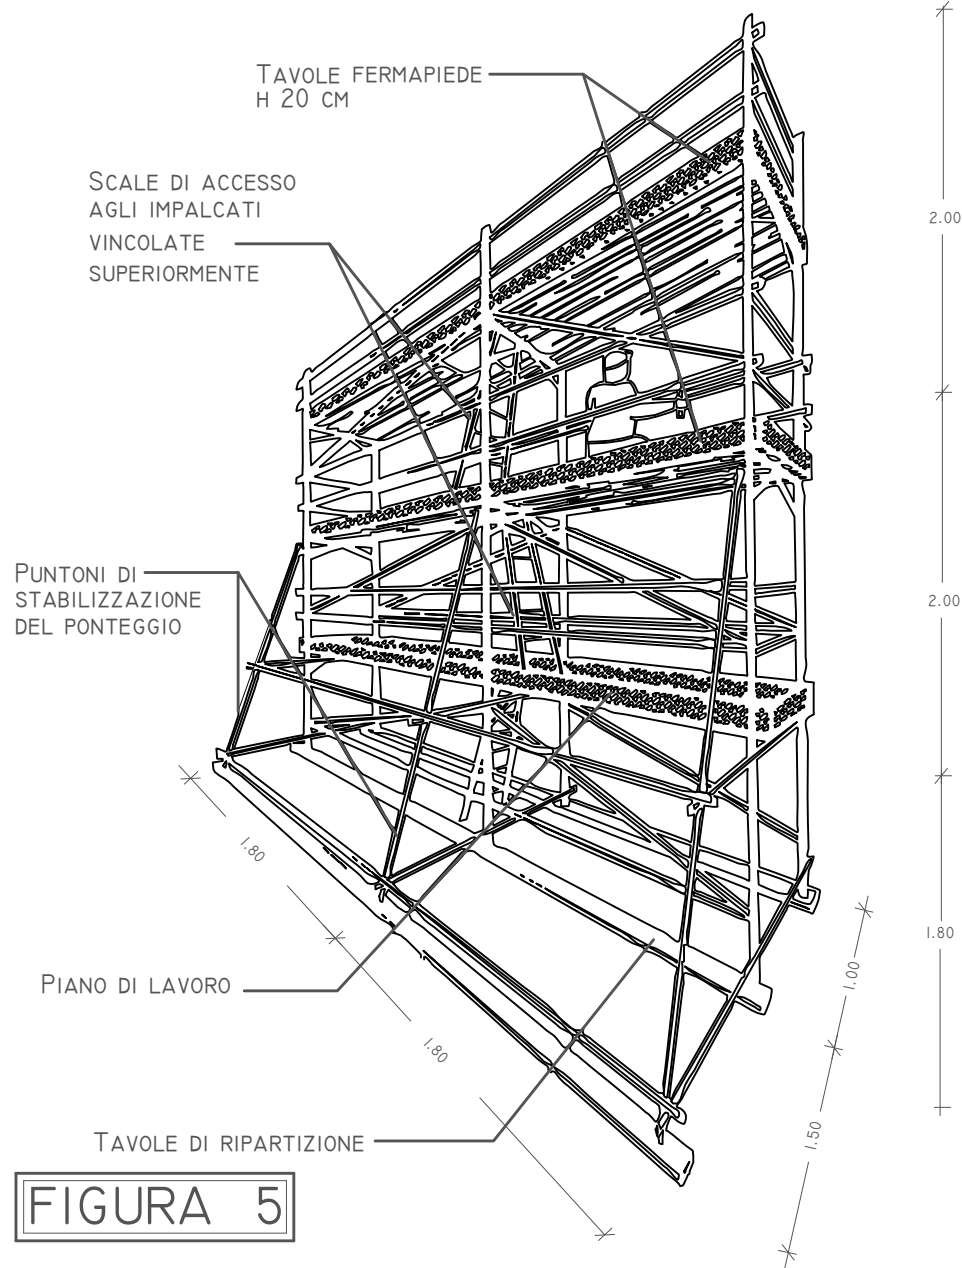 TAVOLE FERMAPIEDE
H 20 CM
SCALE DI ACCESSO
AGLI IMPALCATI
VINCOLATE
SUPERIORMENTE
2.00
PUNTONI DI
STABILIZZAZIONE
DEL PONTEGGIO
2.00
1.80
PIANO DI LAVORO
1.80
1.00
1.80
TAVOLE DI RIPARTIZIONE
1.50
FIGURA 5